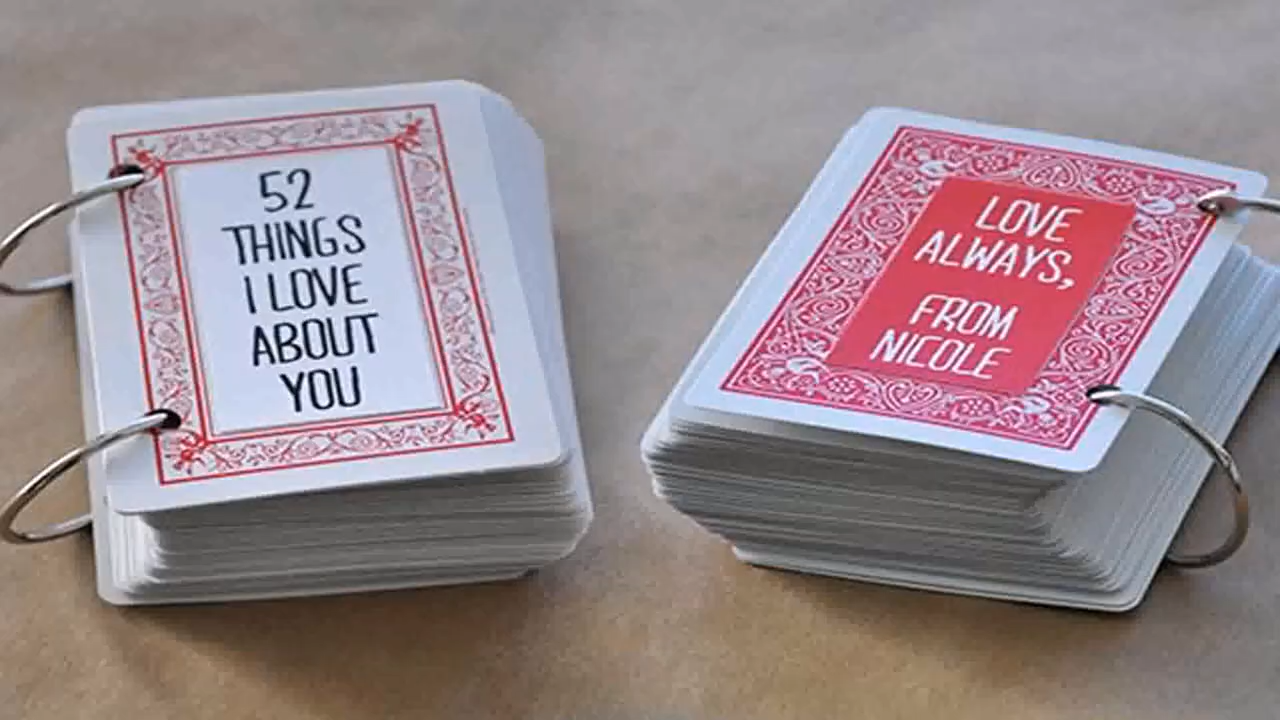 52
THINGS
I LOVE
ABOUT
YOU
LOVE
ALWAYS,
FROM
NICOLE